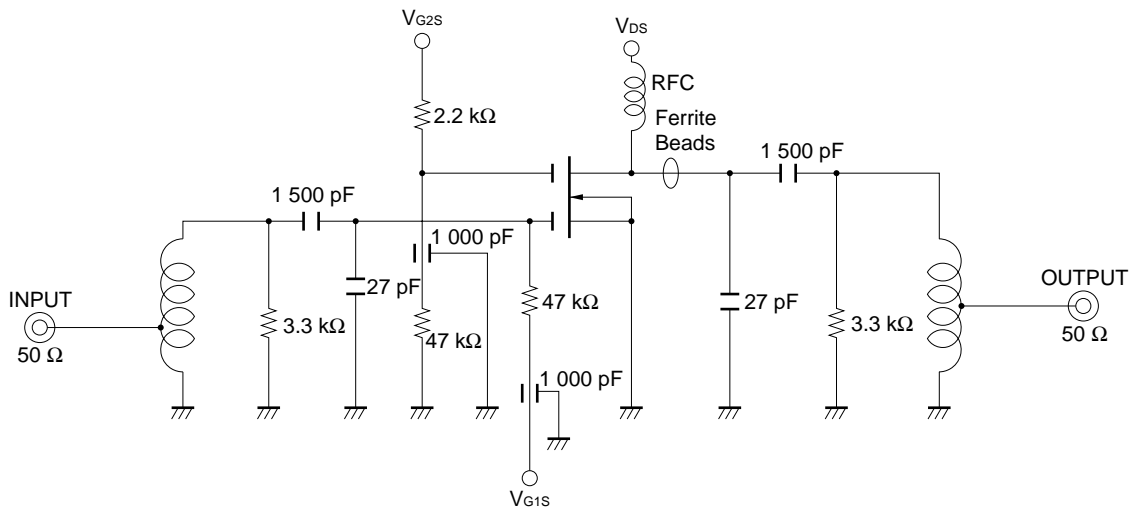 VG2S
VDS
RFC
2.2 kΩ
Ferrite
Beads
1 500 pF
1 500 pF
1 000 pF
27 pF
INPUT
50 Ω
3.3 kΩ
47 kΩ
47 kΩ
27 pF
3.3 kΩ
OUTPUT
50 Ω
1 000 pF
VG1S